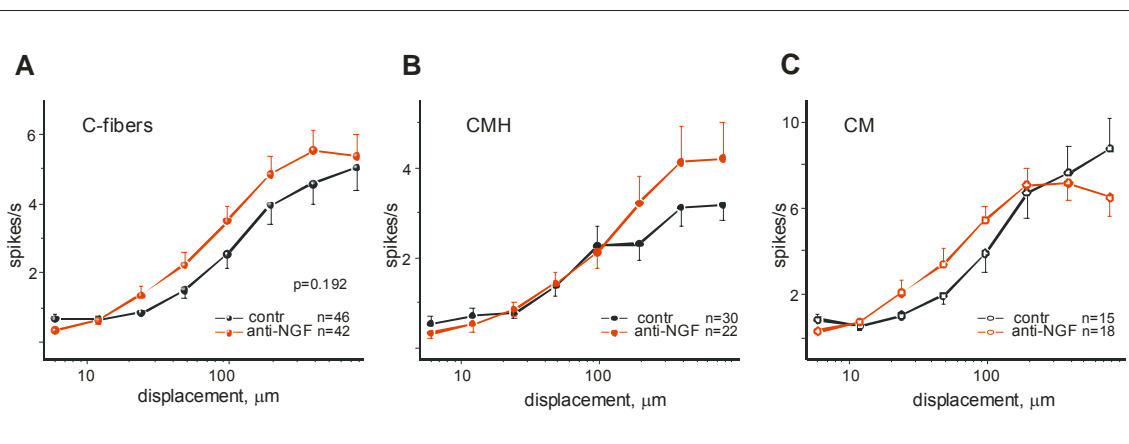 A
C-fibers
6
4
2
spikes/s
p=0.192
contr n=46
anti-NGF n=42
10 100
displacement, μm
B
CMH
4
2
spikes/s
contr n=30
anti-NGF n=22
10 100
displacement, μm
C
CM
10
6
2
spikes/s
contr n=15
anti-NGF n=18
10 100
displacement, μm